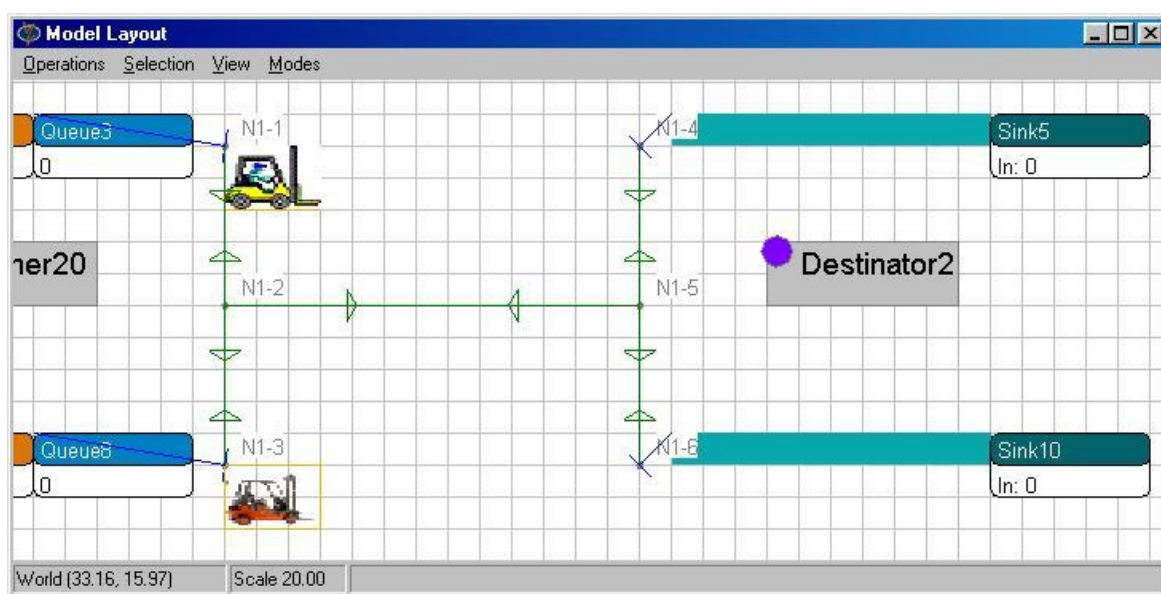 Model Layout
Operations Selection View Modes
Queue3
0
N1-1
N1-4
Sink5
In: 0
ner20
N1-2
N1-5
Destinator2
Queue8
0
N1-3
N1-6
Sink10
In: 0
World (33.16, 15.97) Scale 20.00